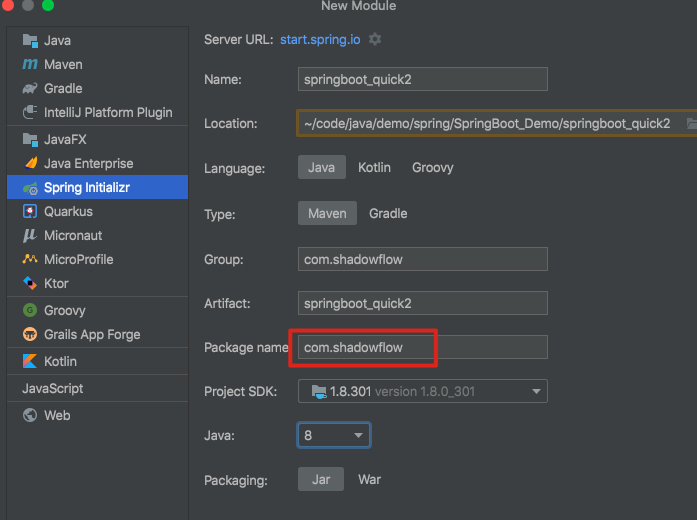 New Module
Java
Maven
Gradle
IntelliJ Platform Plugin
JavaFX
Java Enterprise
Spring Initializr
Quarkus
Micronaut
MicroProfile
Ktor
Groovy
Grails App Forge
Kotlin
JavaScript
Web
Server URL: start.spring.io
Name: springboot_quick2
Location: ~/code/java/demo/spring/SpringBoot_Demo/springboot_quick2
Language: Java Kotlin Groovy
Type: Maven Gradle
Group: com.shadowflow
Artifact: springboot_quick2
Package name com.shadowflow
Project SDK: 1.8.301 version 1.8.0_301
Java: 8
Packaging: Jar War